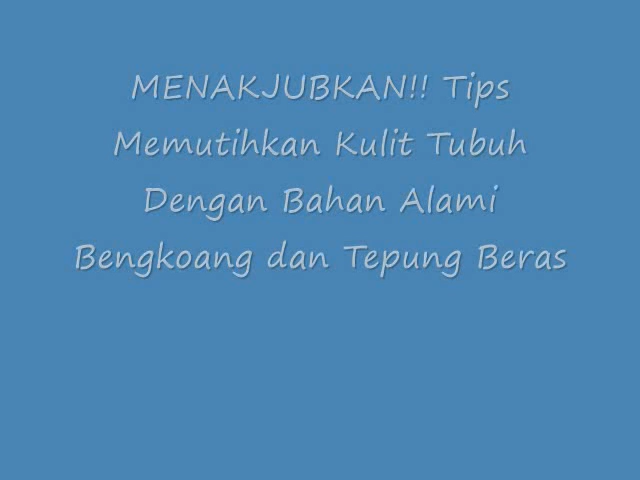 MENAKJUBKAN!! Tips
Memutihkan Kulit Tubuh
Dengan Bahan Alami
Bengkoang dan Tepung Beras